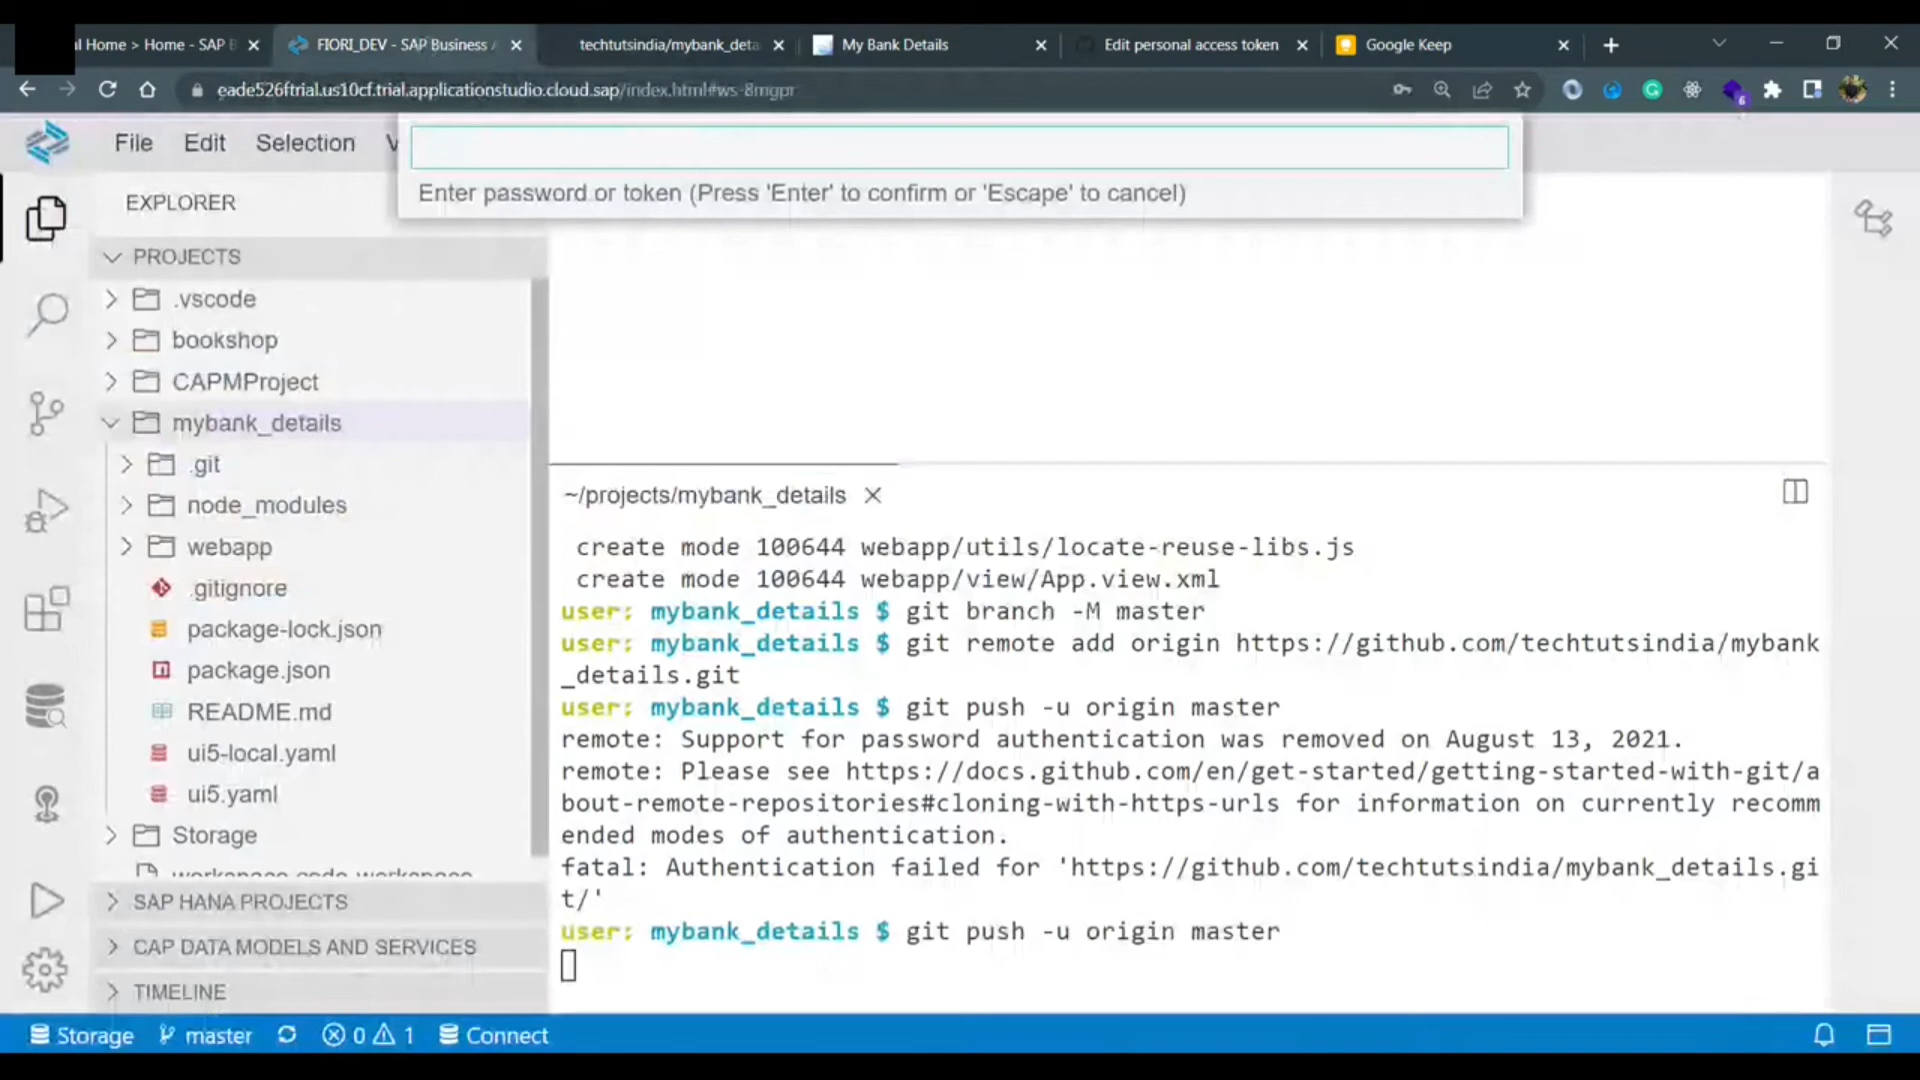 l Home > Home - SAP B
FIORI_DEV - SAP Business A
techtutsindia/mybank_deta
My Bank Details
Edit personal access token
Google Keep
eade526ftrial.us10cf.trial.applicationstudio.cloud.sap/index.html#ws-8mgpr
6
File Edit Selection V
Enter password or token (Press 'Enter' to confirm or 'Escape' to cancel)
EXPLORER
PROJECTS
.vscode
bookshop
CAPMProject
mybank_details
.git
node_modules
webapp
.gitignore
package-lock.json
package.json
README.md
ui5-local.yaml
ui5.yaml
Storage
workspace.code-workspace
SAP HANA PROJECTS
CAP DATA MODELS AND SERVICES
TIMELINE
~/projects/mybank_details
create mode 100644 webapp/utils/locate-reuse-libs.js
create mode 100644 webapp/view/App.view.xml
user: mybank_details $ git branch -M master
user: mybank_details $ git remote add origin https://github.com/techtutsindia/mybank
_details.git
user: mybank_details $ git push -u origin master
remote: Support for password authentication was removed on August 13, 2021.
remote: Please see https://docs.github.com/en/get-started/getting-started-with-git/a
bout-remote-repositories#cloning-with-https-urls for information on currently recomm
ended modes of authentication.
fatal: Authentication failed for 'https://github.com/techtutsindia/mybank_details.gi
t/'
user: mybank_details $ git push -u origin master
Storage master 0 1 Connect